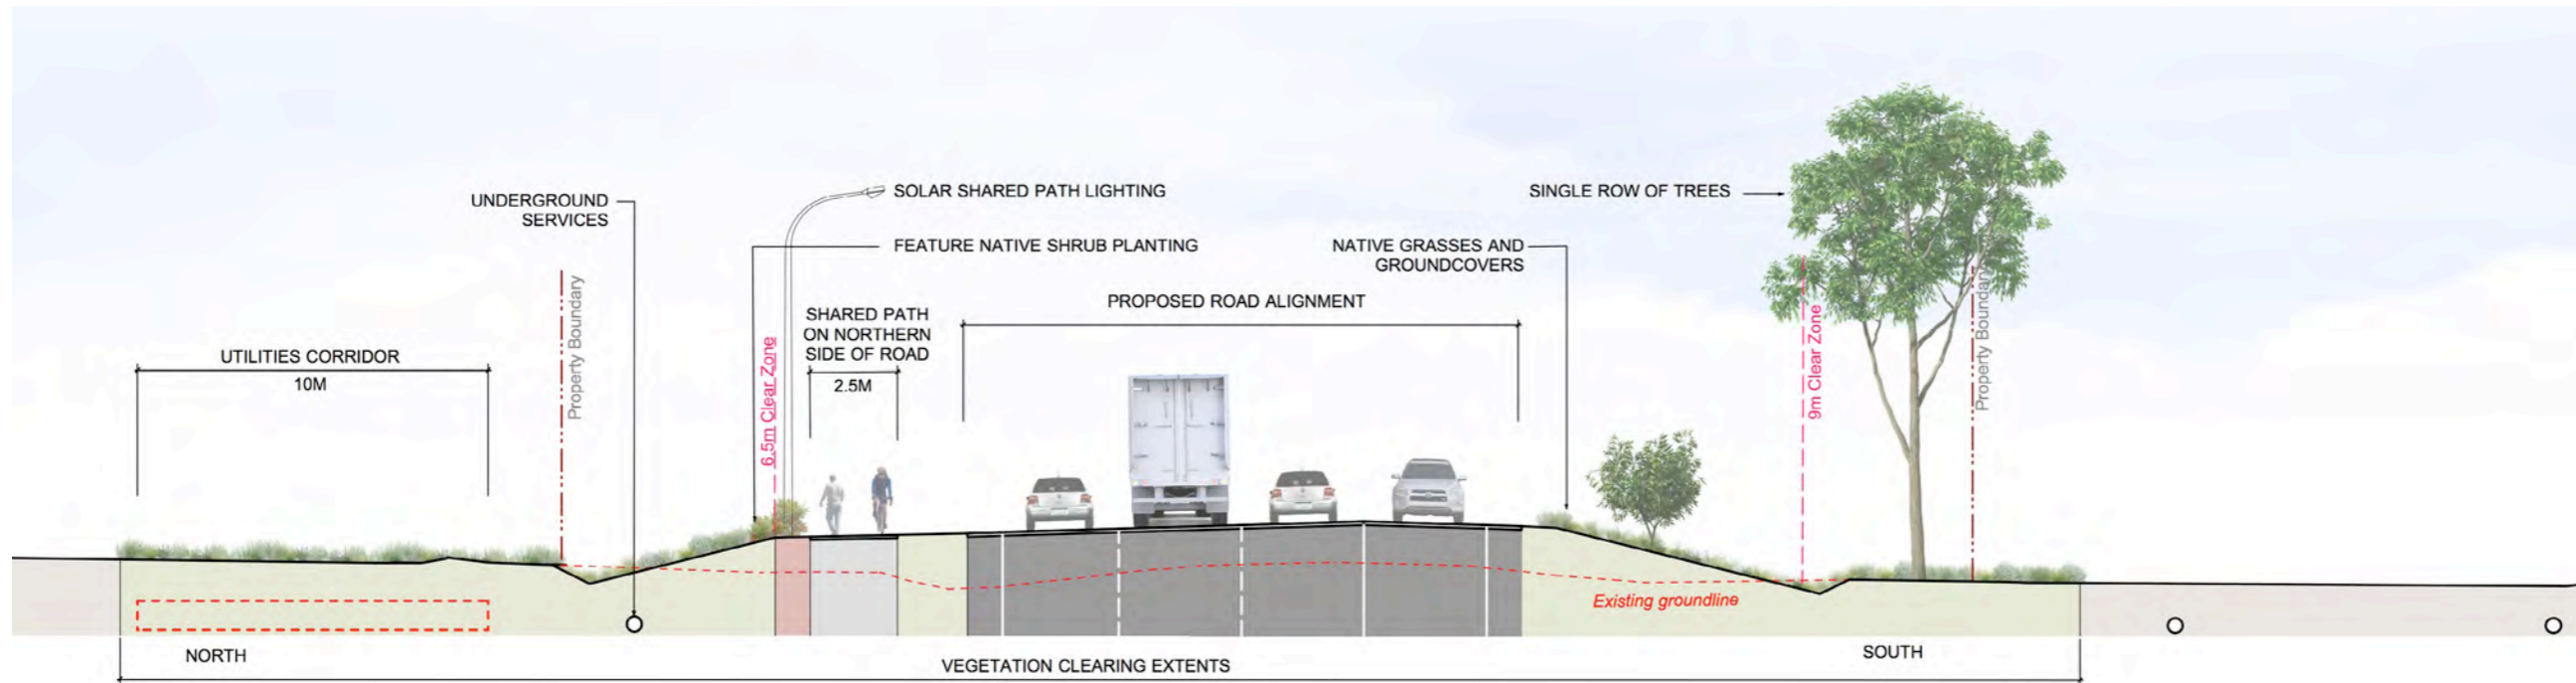 UNDERGROUND
SERVICES
SOLAR SHARED PATH LIGHTING
SINGLE ROW OF TREES
FEATURE NATIVE SHRUB PLANTING
NATIVE GRASSES AND
GROUNDCOVERS
Property Boundary
SHARED PATH
ON NORTHERN
SIDE OF ROAD
2.5M
PROPOSED ROAD ALIGNMENT
UTILITIES CORRIDOR
10M
6.5m Clear Zone
9m Clear Zone
Property Boundary
Existing groundline
NORTH
SOUTH
VEGETATION CLEARING EXTENTS